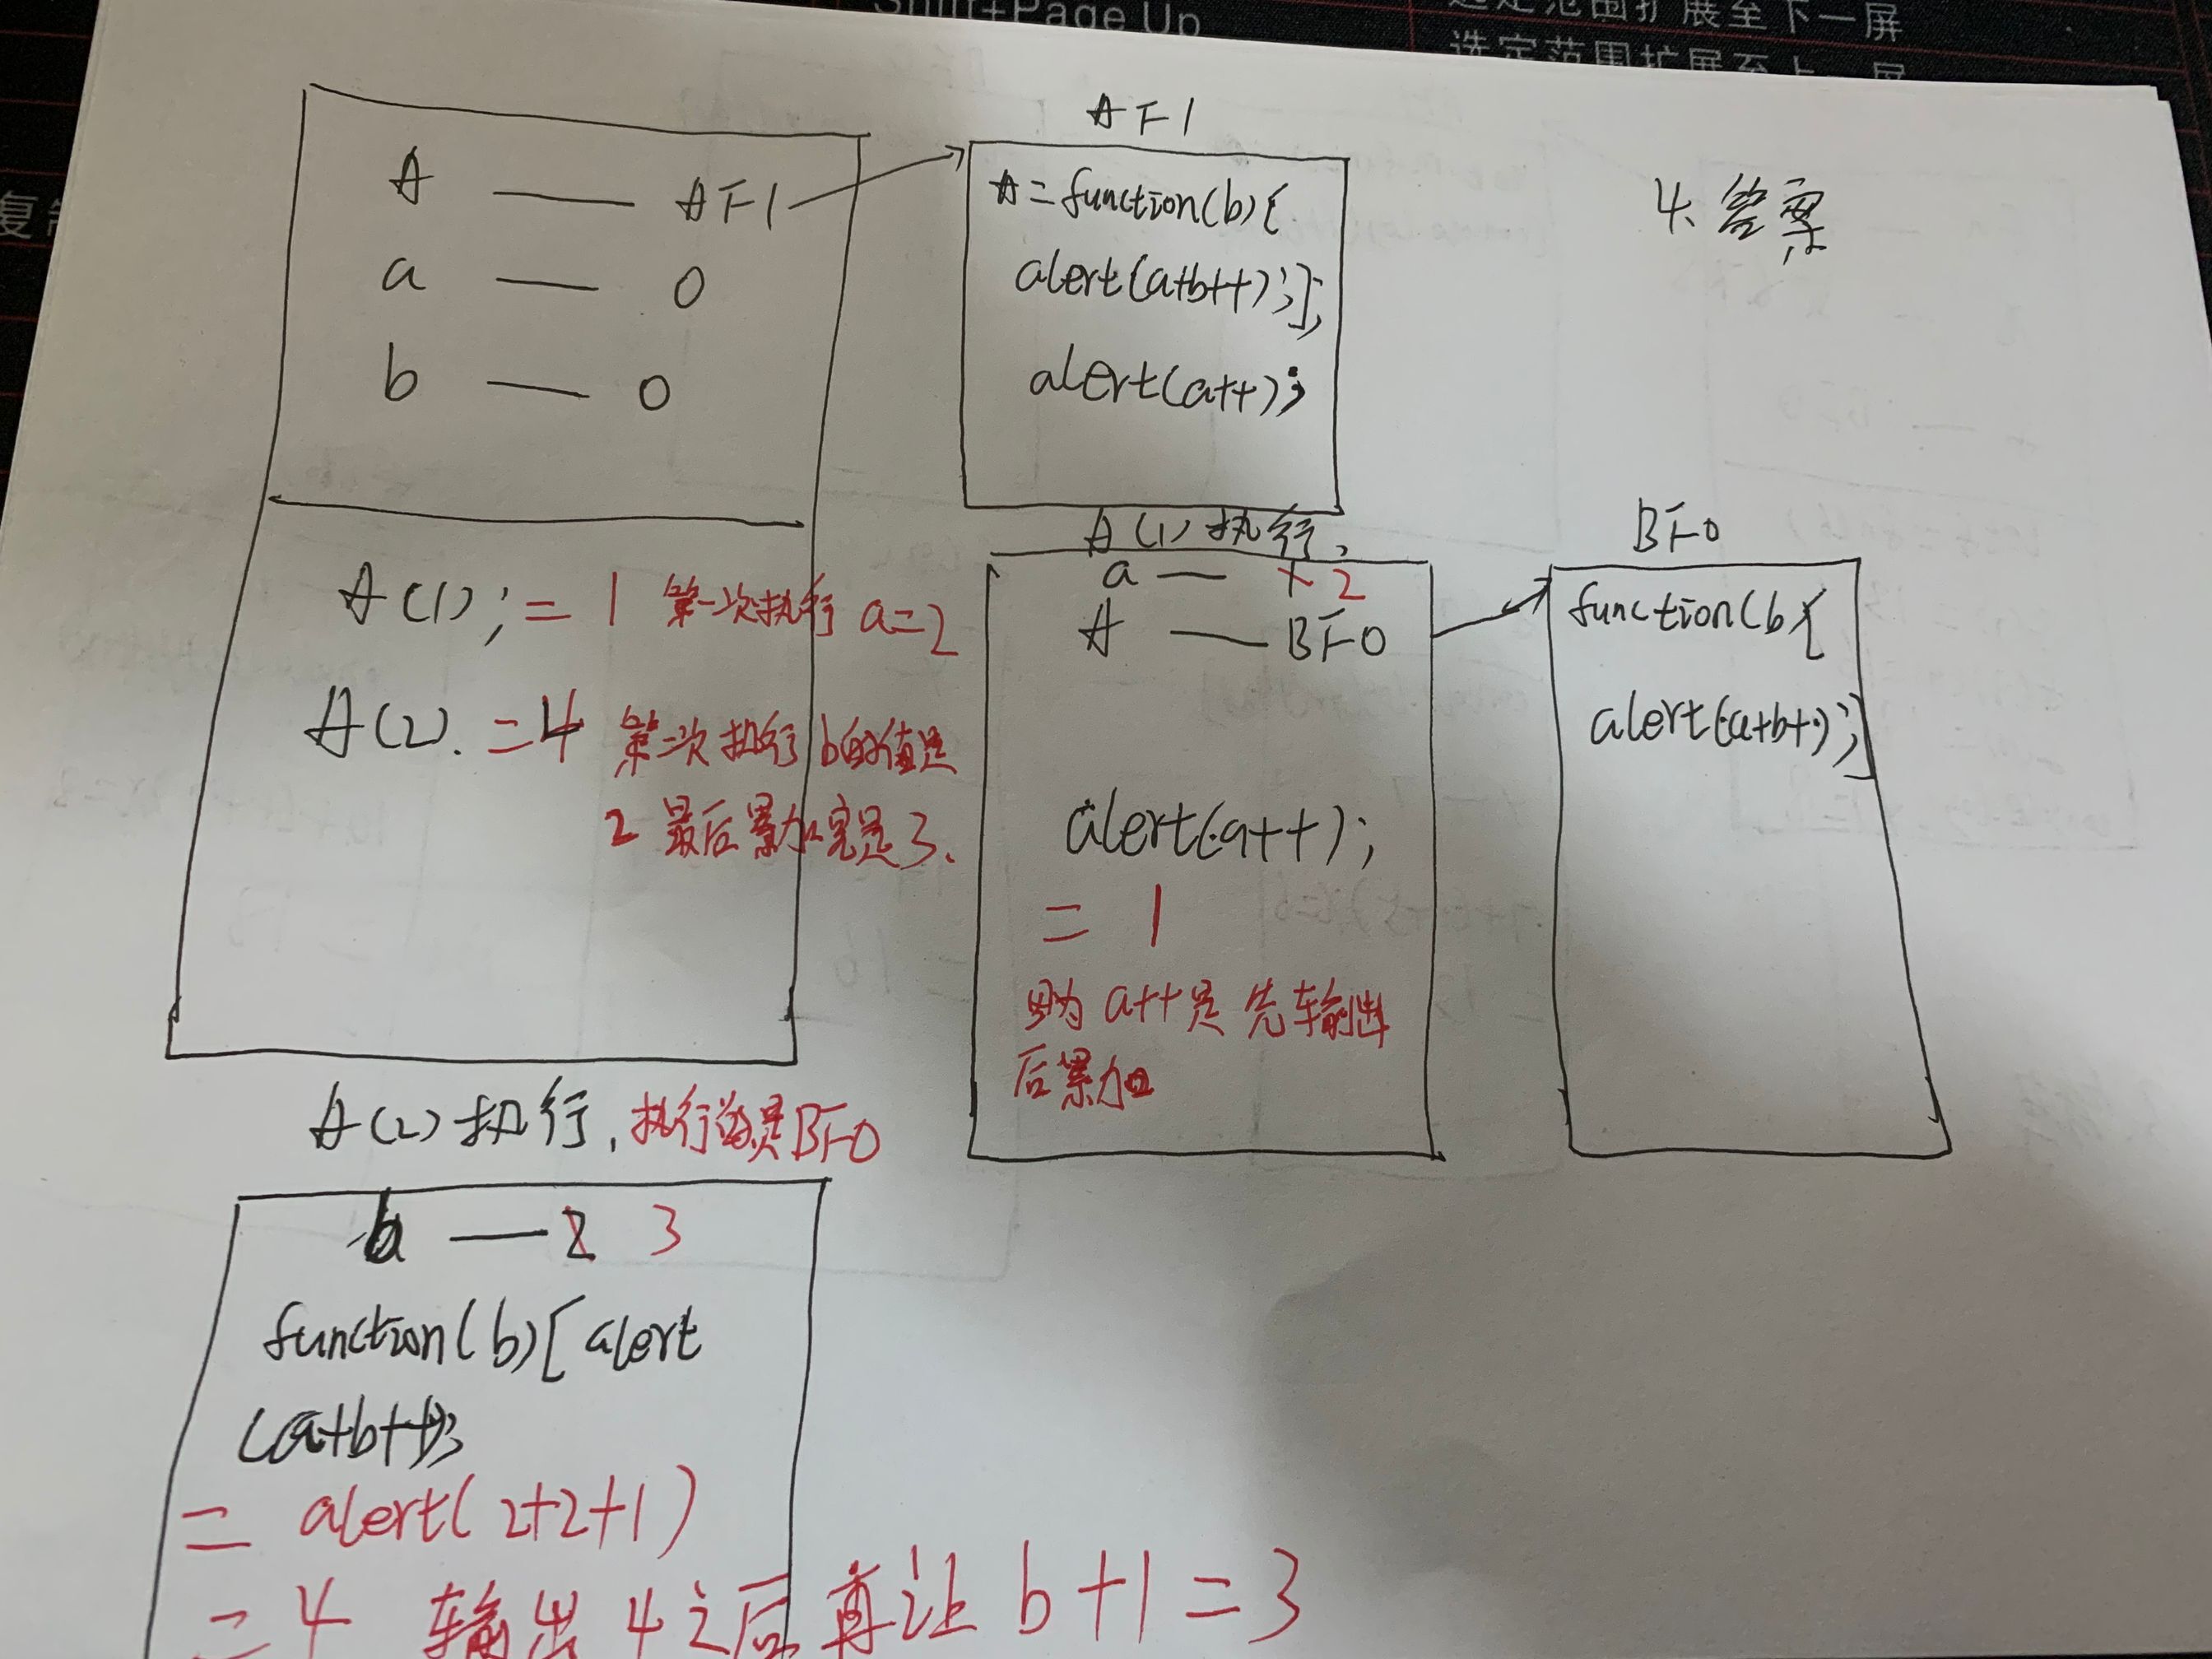 Shift+Page Up
选定范围扩展至下一屏
选定范围扩展至上一屏
复制
4.答案
A — AF1
a — 0
b — 0
A(1); = 1 第一次执行 a=2
A(2). =4 第二次执行 b的值是
2 最后累加完是3.
AF1
A=function(b){
alert(a+b++);};
alert(a++);
A(1)执行,
a — 1 2
A — BF0
alert(a++);
= 1
因为 a++是 先输出
后累加
BF0
function(b){
alert(a+b++);}
A(2)执行,执行的是BF0
b — 2 3
function(b)[alert
(a+b++);
= alert(2+2+1)
=4 输出4之后再让 b+1=3